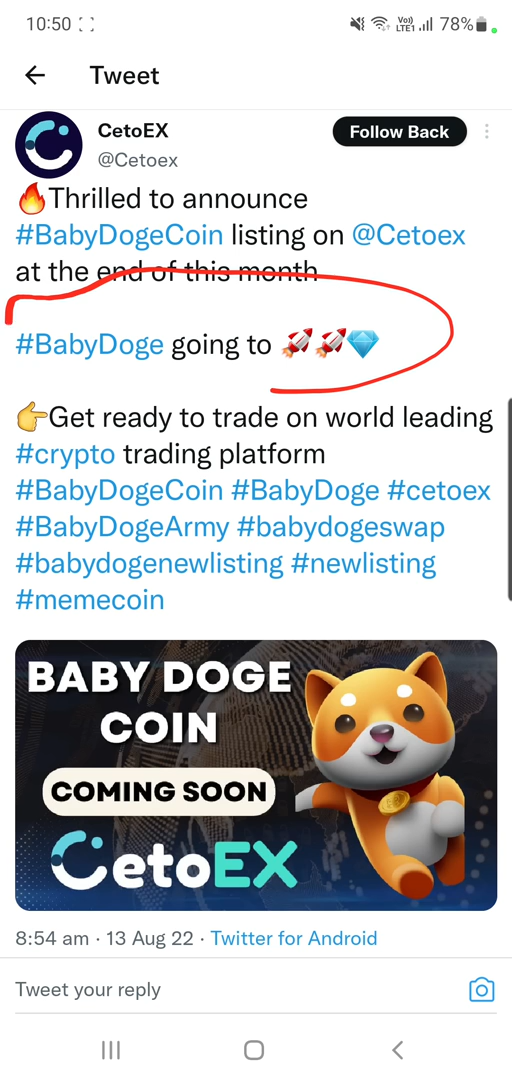 10:50 78%
Vo)) LTE1
← Tweet
CetoEX
Follow Back
@Cetoex
🔥Thrilled to announce
#BabyDogeCoin listing on @Cetoex
at the end of this month
#BabyDoge going to 🚀🚀💎
👉Get ready to trade on world leading
#crypto trading platform
#BabyDogeCoin #BabyDoge #cetoex
#BabyDogeArmy #babydogeswap
#babydogenewlisting #newlisting
#memecoin
BABY DOGE
COIN
COMING SOON
CetoEX
8:54 am · 13 Aug 22 · Twitter for Android
Tweet your reply